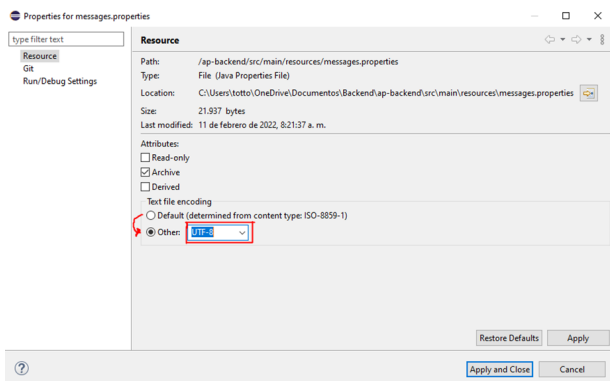 Properties for messages.properties
type filter text
Resource
Git
Run/Debug Settings
Resource
Path: /ap-backend/src/main/resources/messages.properties
Type: File (Java Properties File)
Location: C:\Users\totto\OneDrive\Documentos\Backend\ap-backend\src\main\resources\messages.properties
Size: 21.937 bytes
Last modified: 11 de febrero de 2022, 8:21:37 a. m.
Attributes:
Read-only
Archive
Derived
Text file encoding
Default (determined from content type: ISO-8859-1)
Other: UTF-8
Restore Defaults Apply
? Apply and Close Cancel